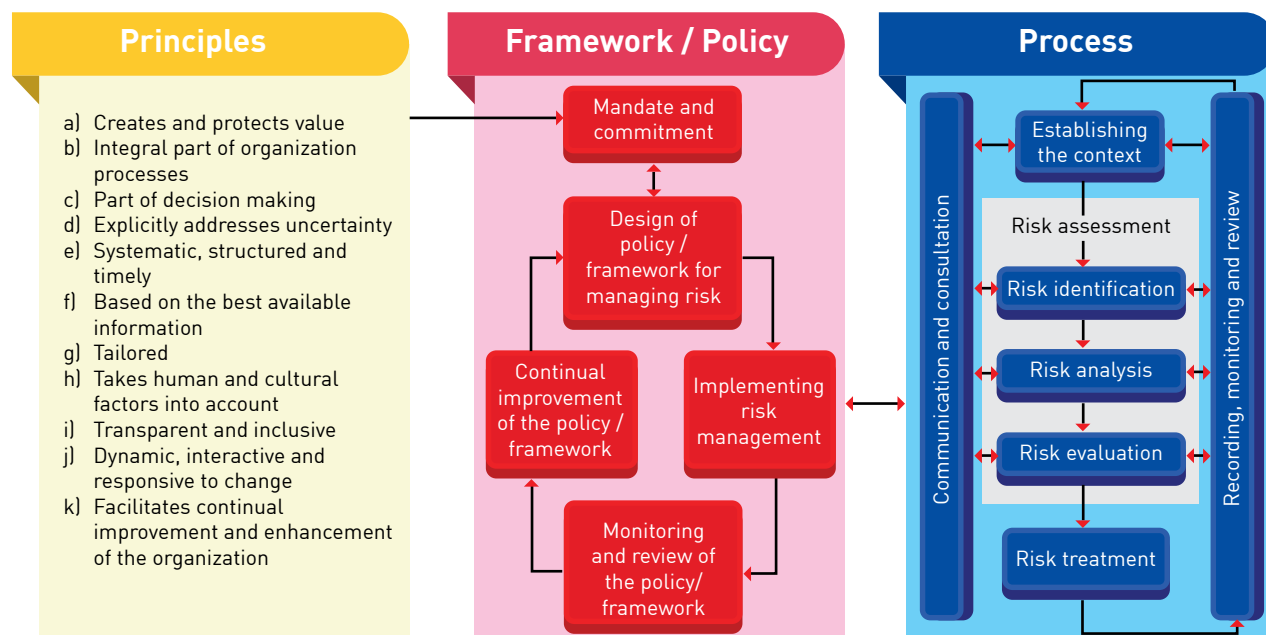 Principles
a) Creates and protects value
b) Integral part of organization
processes
c) Part of decision making
d) Explicitly addresses uncertainty
e) Systematic, structured and
timely
f) Based on the best available
information
g) Tailored
h) Takes human and cultural
factors into account
i) Transparent and inclusive
j) Dynamic, interactive and
responsive to change
k) Facilitates continual
improvement and enhancement
of the organization
Framework / Policy
Mandate and
commitment
Design of
policy /
framework for
managing risk
Continual
improvement
of the policy /
framework
Implementing
risk
management
Monitoring
and review of
the policy/
framework
Process
Communication and consultation
Establishing
the context
Risk assessment
Risk identification
Risk analysis
Risk evaluation
Risk treatment
Recording, monitoring and review